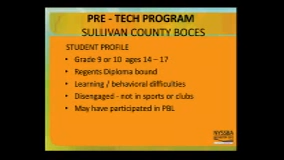 PRE - TECH PROGRAM
SULLIVAN COUNTY BOCES
STUDENT PROFILE
• Grade 9 or 10 ages 14 – 17
• Regents Diploma bound
• Learning / behavioral difficulties
• Disengaged - not in sports or clubs
• May have participated in PBL
NYSSBA